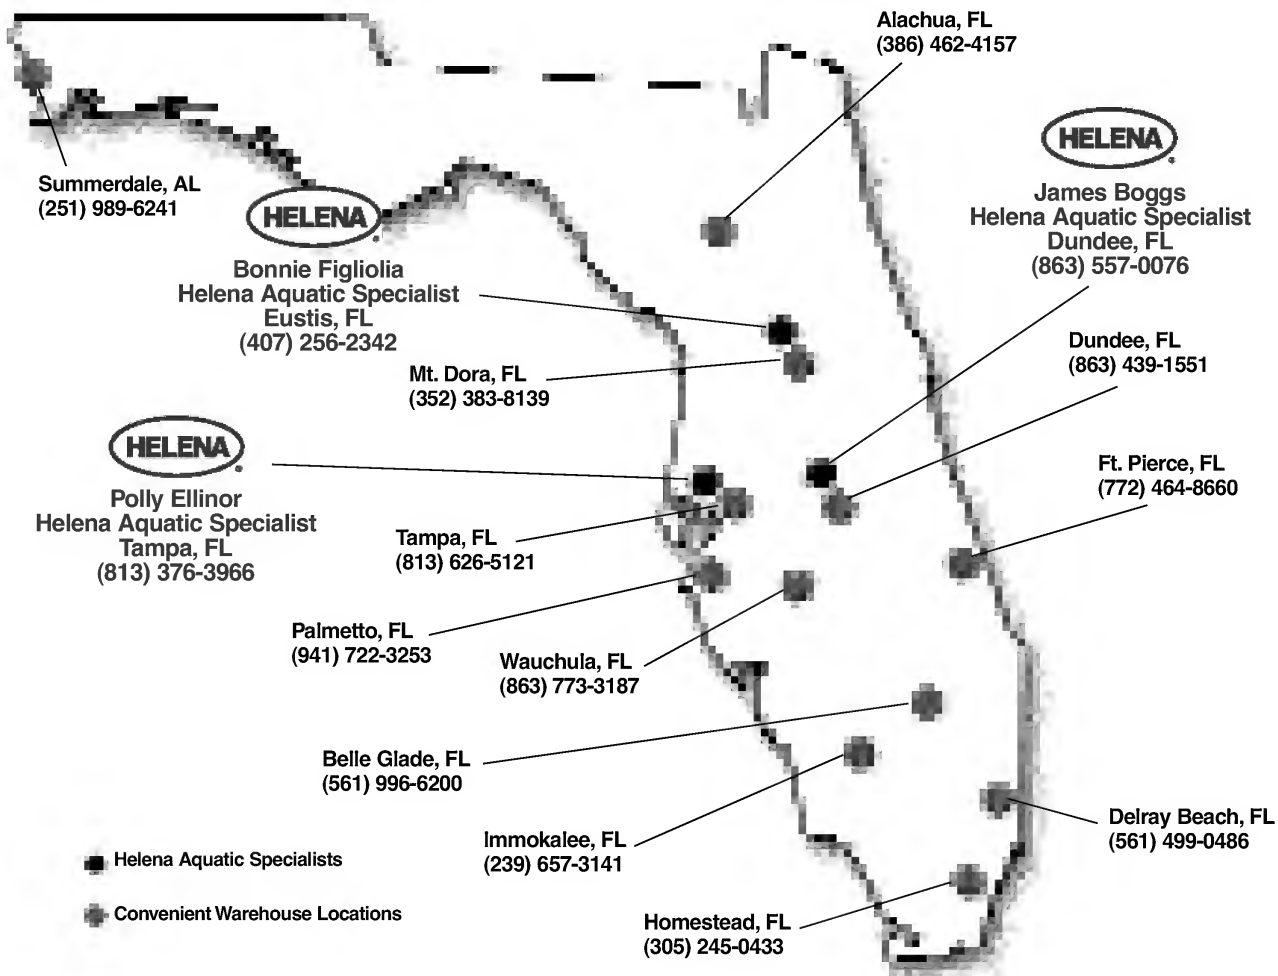 Alachua, FL
(386) 462-4157
HELENA
James Boggs
Helena Aquatic Specialist
Dundee, FL
(863) 557-0076
Summerdale, AL
(251) 989-6241
HELENA
Bonnie Figliolia
Helena Aquatic Specialist
Eustis, FL
(407) 256-2342
Dundee, FL
(863) 439-1551
Mt. Dora, FL
(352) 383-8139
HELENA
Polly Ellinor
Helena Aquatic Specialist
Tampa, FL
(813) 376-3966
Ft. Pierce, FL
(772) 464-8660
Tampa, FL
(813) 626-5121
Palmetto, FL
(941) 722-3253
Wauchula, FL
(863) 773-3187
Belle Glade, FL
(561) 996-6200
Immokalee, FL
(239) 657-3141
Delray Beach, FL
(561) 499-0486
Helena Aquatic Specialists
Convenient Warehouse Locations
Homestead, FL
(305) 245-0433